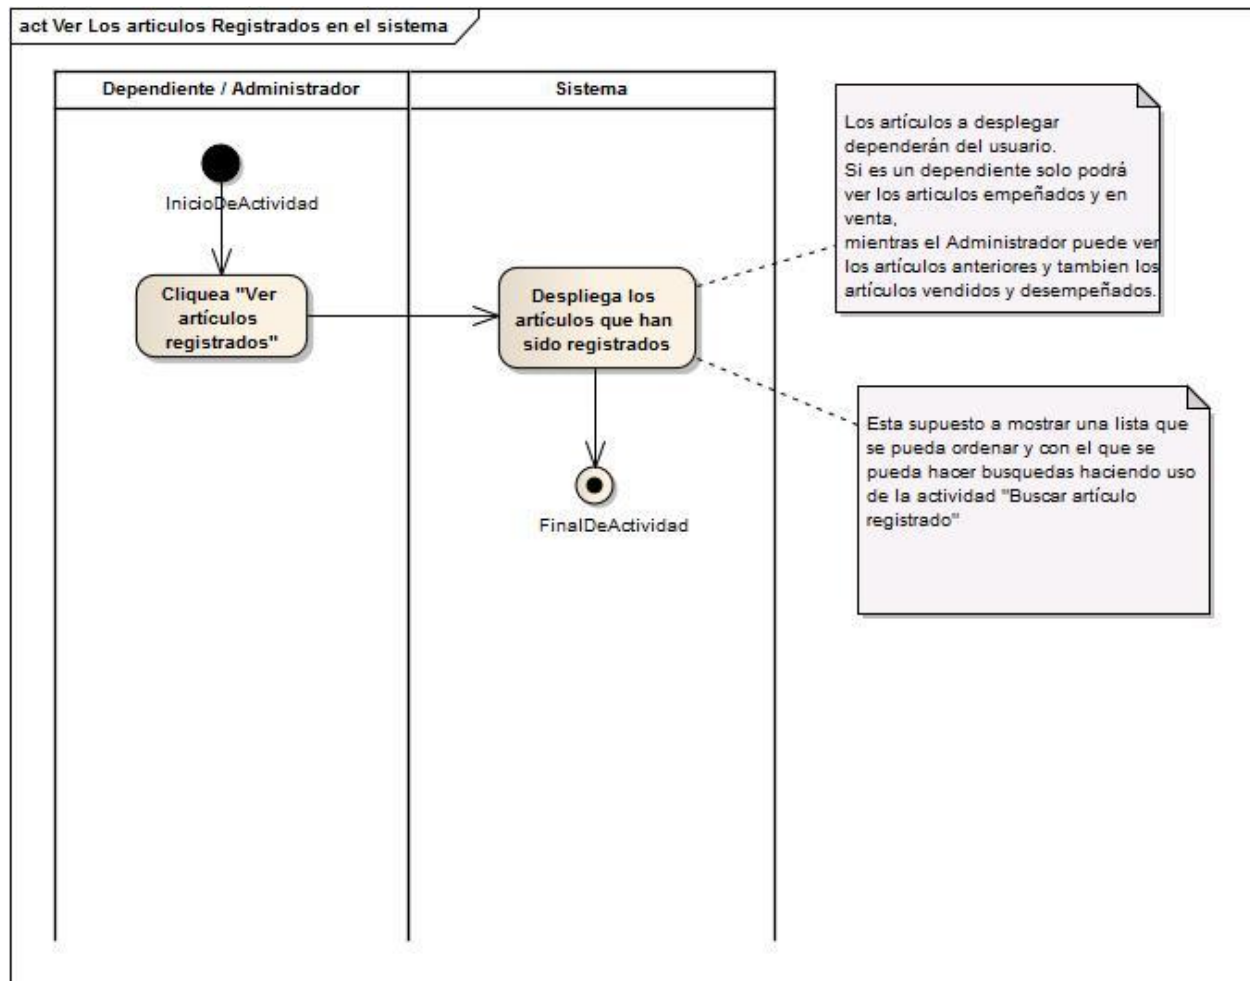 act Ver Los articulos Registrados en el sistema
Dependiente / Administrador
Sistema
InicioDeActividad
Cliquea "Ver
artículos
registrados"
Despliega los
artículos que han
sido registrados
FinalDeActividad
Los artículos a desplegar
dependerán del usuario.
Si es un dependiente solo podrá
ver los articulos empeñados y en
venta,
mientras el Administrador puede ver
los artículos anteriores y tambien los
artículos vendidos y desempeñados.
Esta supuesto a mostrar una lista que
se pueda ordenar y con el que se
pueda hacer busquedas haciendo uso
de la actividad "Buscar artículo
registrado"